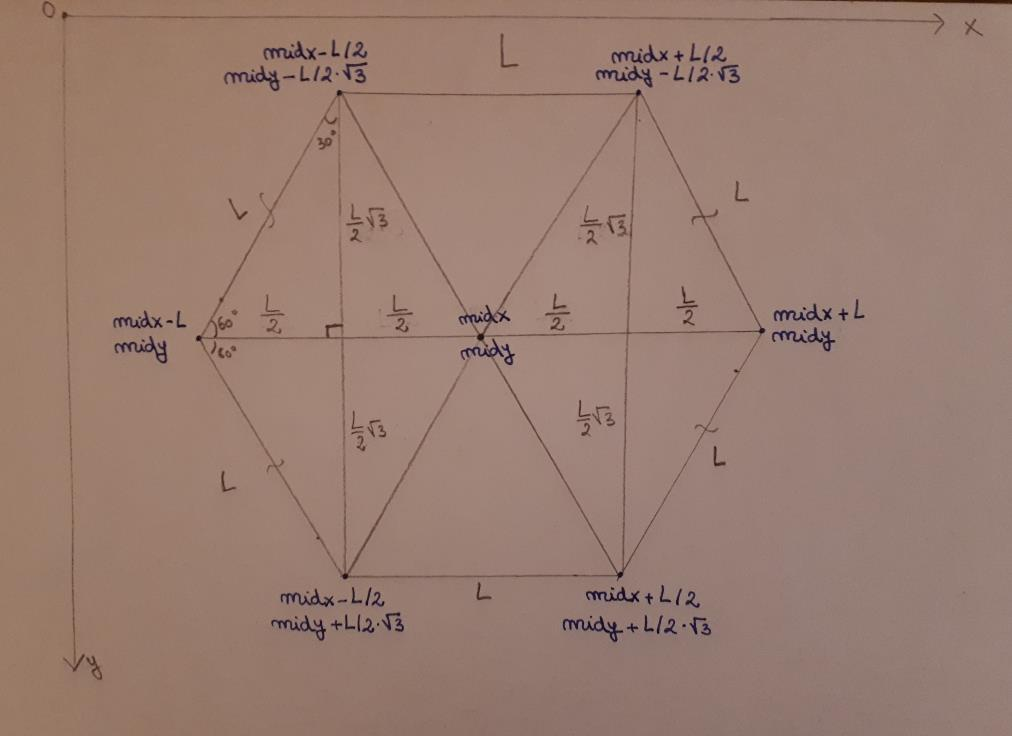 0
x
midx-L/2
midy-L/2·√3
L
midx+L/2
midy-L/2·√3
30°
L
L/2 √3
L/2 √3
L
60°
L/2
L/2
midx
L/2
L/2
midx-L
midy
60°
midy
midx+L
midy
L/2 √3
L/2 √3
L
L
midx-L/2
midy+L/2·√3
L
midx+L/2
midy+L/2·√3
y